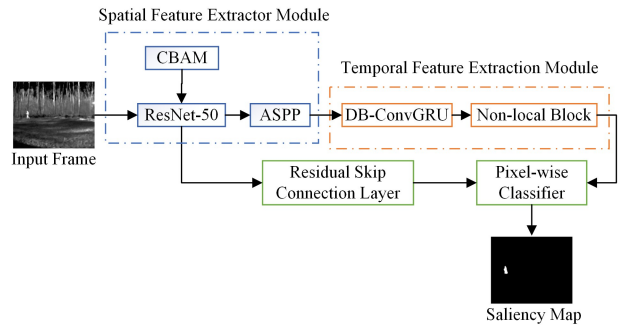 Spatial Feature Extractor Module
CBAM
Temporal Feature Extraction Module
ResNet-50
ASPP
DB-ConvGRU
Non-local Block
Input Frame
Residual Skip
Connection Layer
Pixel-wise
Classifier
Saliency Map